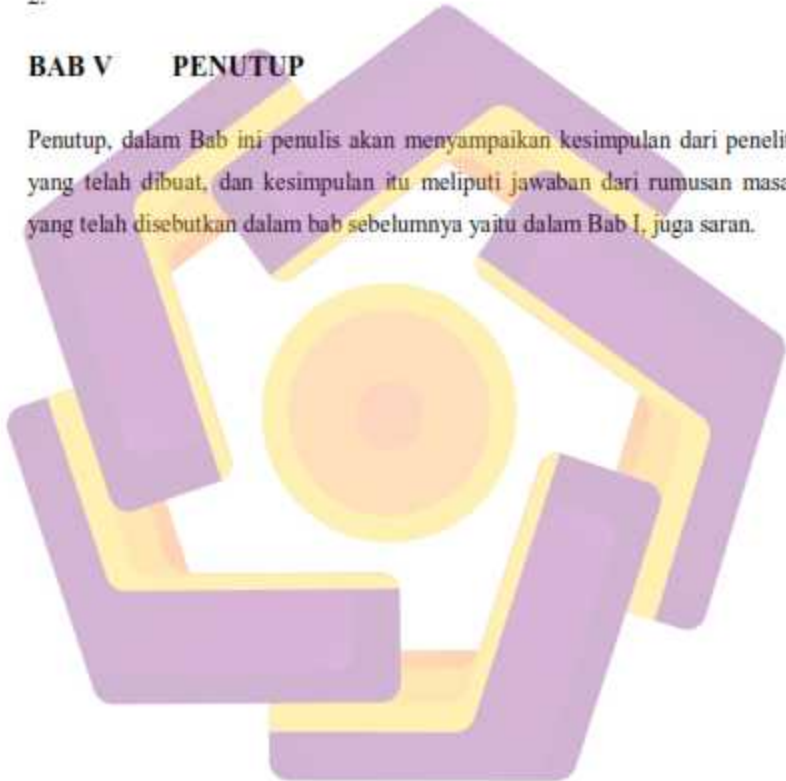 BAB V PENUTUP
Penutup, dalam Bab ini penulis akan menyampaikan kesimpulan dari penelit
yang telah dibuat, dan kesimpulan itu meliputi jawaban dari rumusan masa
yang telah disebutkan dalam bab sebelumnya yaitu dalam Bab I, juga saran.